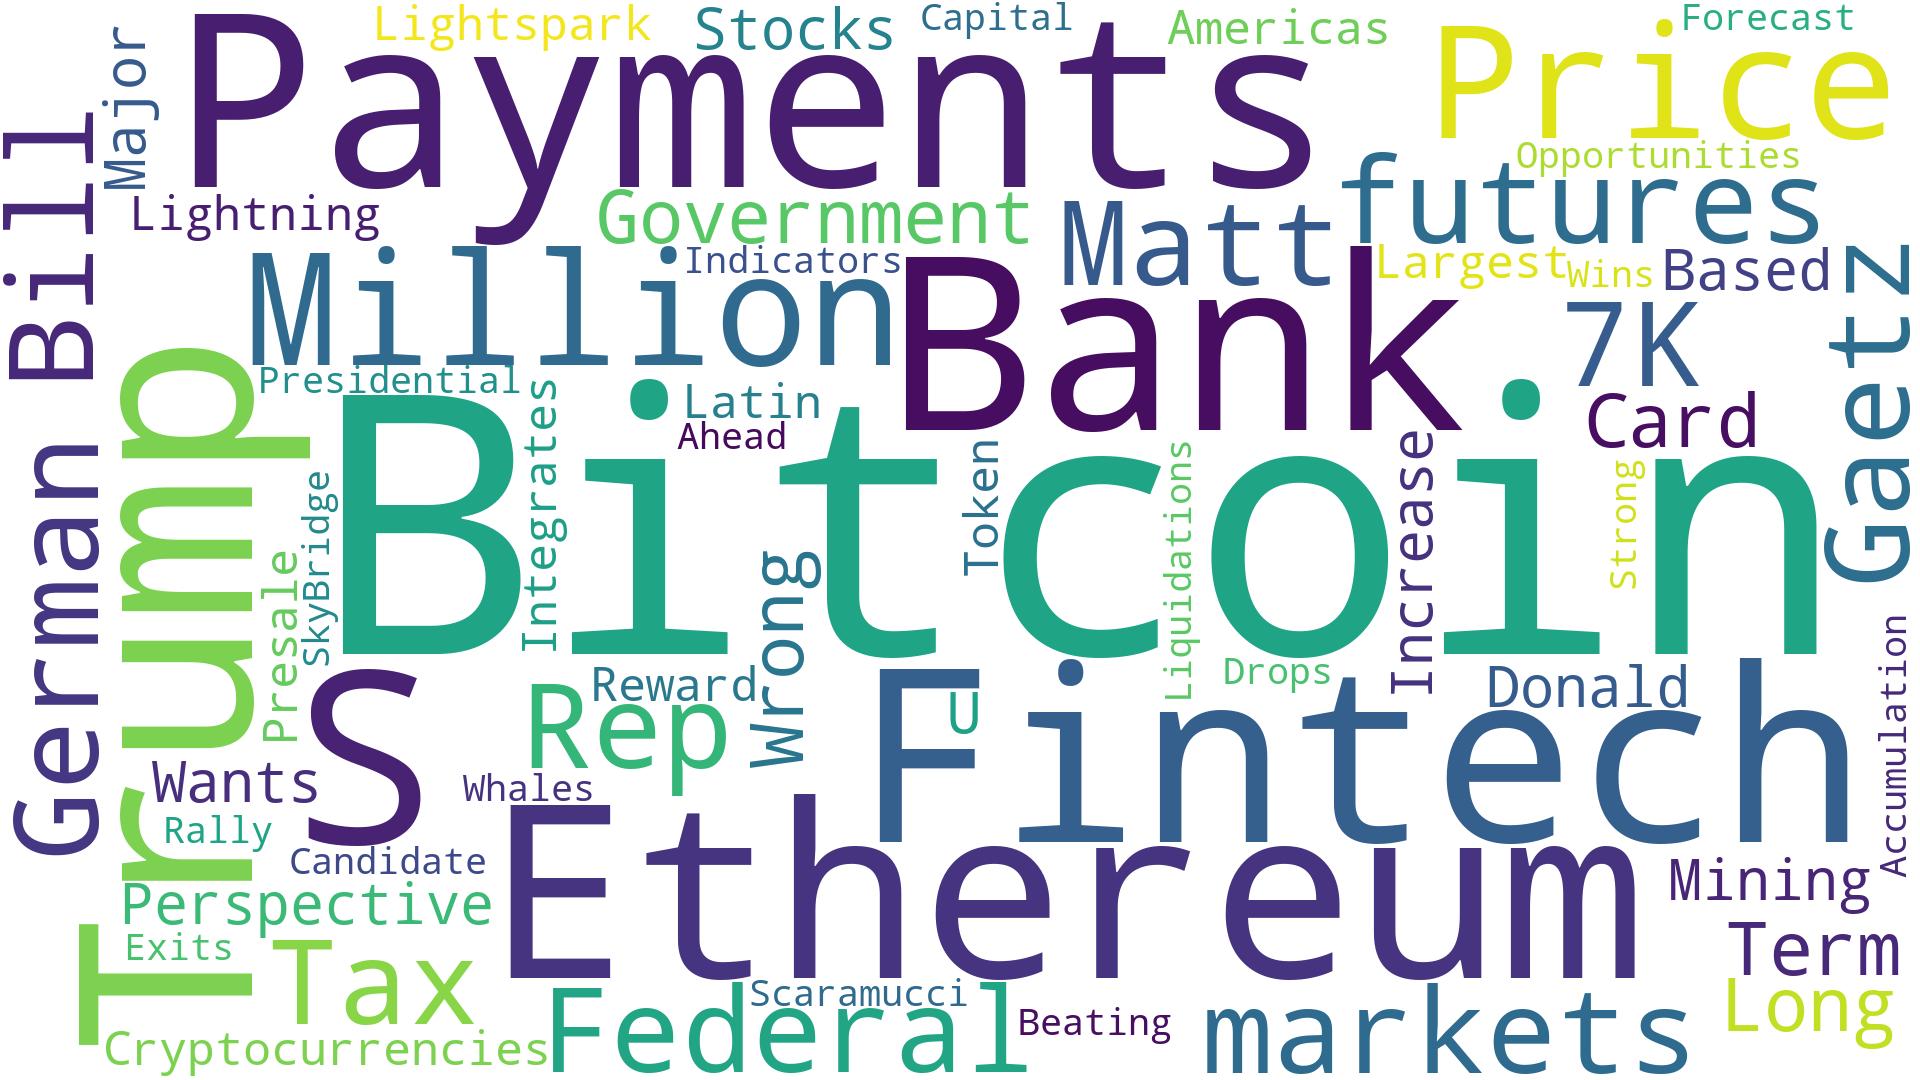 Lightspark
Stocks
Capital
Americas
Forecast
Major
Payments
Price
Opportunities
Bill
Lightning
Government
Matt
futures
Million
Indicators
Bank
Largest
Wins
Based
7K
Gaetz
Presidential
Latin
Ahead
Card
Trump
Integrates
Bitcoin
Token
Liquidations
Increase
Strong
German
SkyBridge
Presale
Wrong
Reward
Drops
Donald
Accumulation
S
Rep
U
Fintech
Wants
Whales
Rally
Candidate
Ethereum
Mining
Perspective
Term
Exits
Tax
Scaramucci
Long
Cryptocurrencies
Federal
Beating
markets